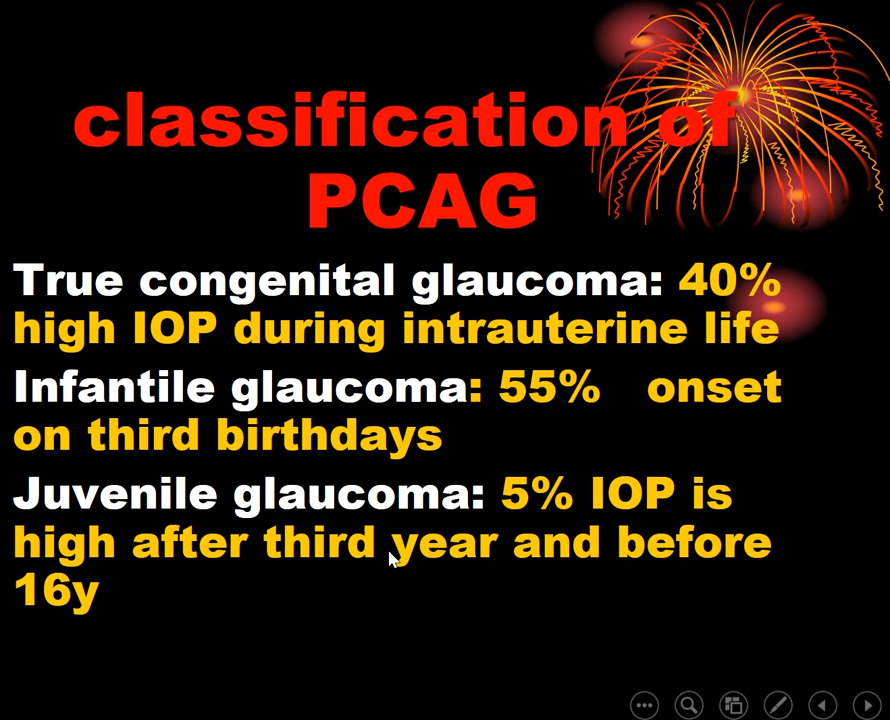 classification of
PCAG
True congenital glaucoma: 40%
high IOP during intrauterine life
Infantile glaucoma: 55% onset
on third birthdays
Juvenile glaucoma: 5% IOP is
high after third year and before
16y